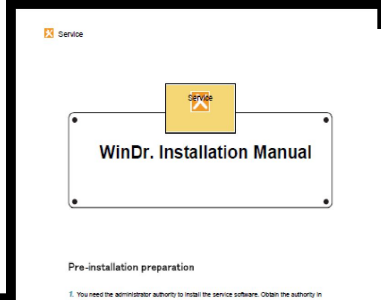 Service
Service
WinDr. Installation Manual
Pre-installation preparation
1. You need the administrator authority to install the service software. Obtain the authority in